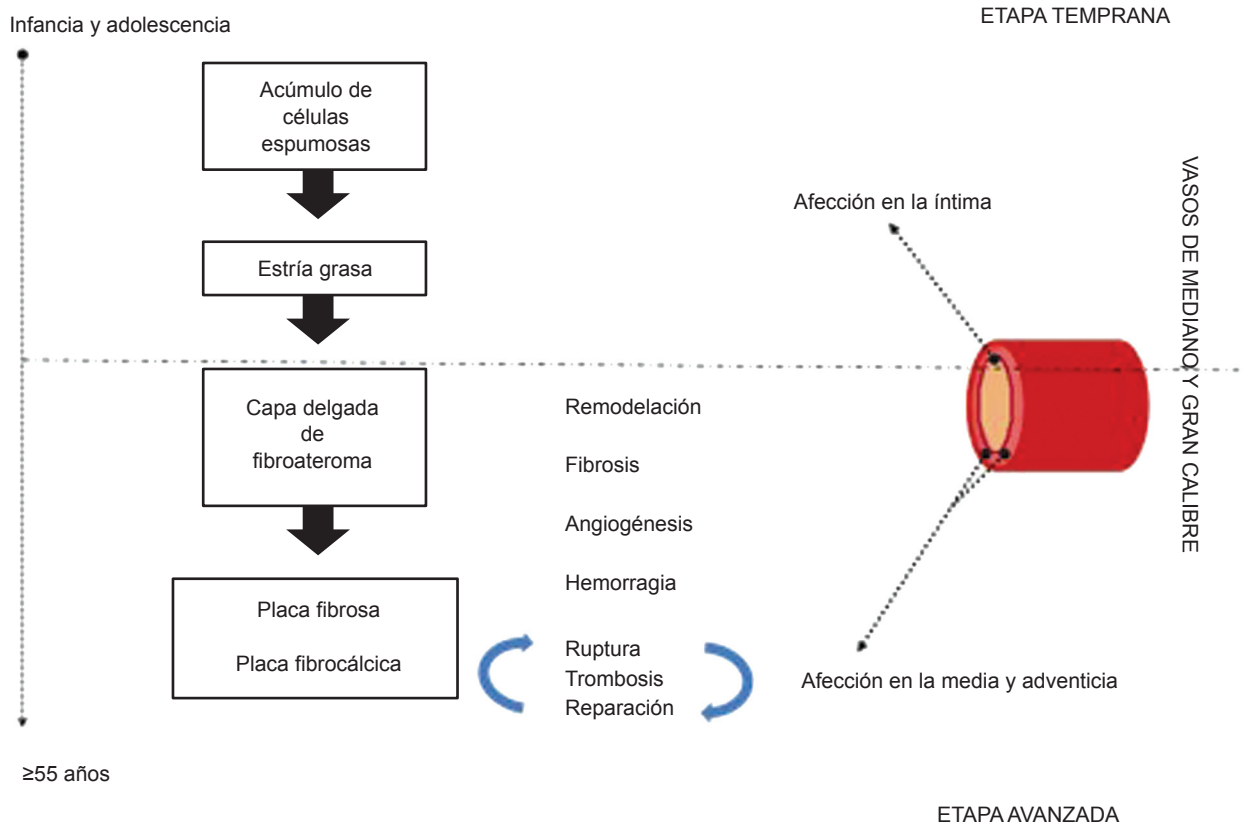 Infancia y adolescencia
ETAPA TEMPRANA
Acúmulo de
células
espumosas
Estría grasa
Afección en la íntima
VASOS DE MEDIANO Y GRAN CALIBRE
Capa delgada
de
fibroateroma
Remodelación
Fibrosis
Angiogénesis
Hemorragia
Placa fibrosa
Placa fibrocálcica
Ruptura
Trombosis
Reparación
Afección en la media y adventicia
≥55 años
ETAPA AVANZADA